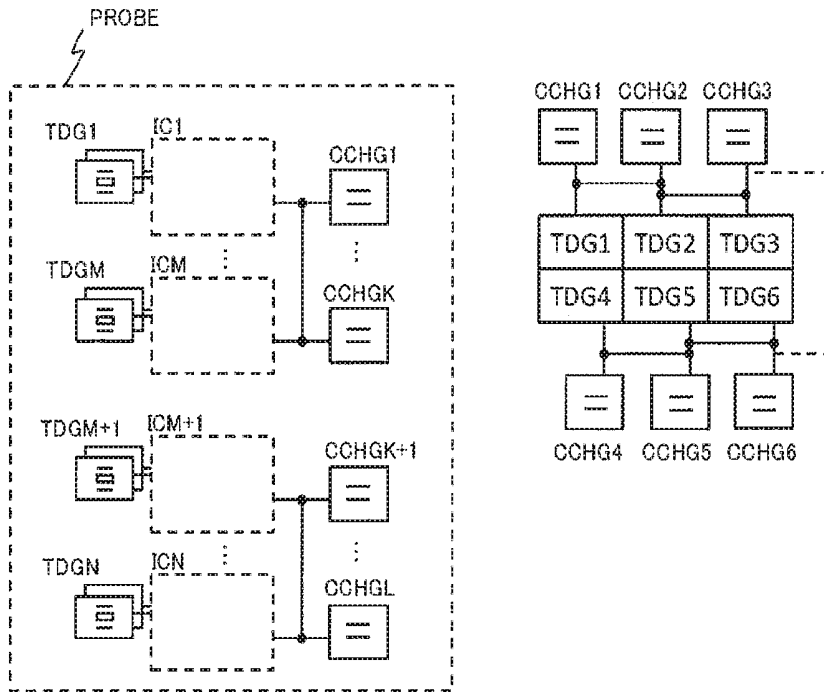 PROBE
TDG1
IC1
CCHG1
TDGM
ICM
CCHGK
TDGM+1
ICM+1
CCHGK+1
TDGN
ICN
CCHGL
CCHG1 CCHG2 CCHG3
TDG1 TDG2 TDG3
TDG4 TDG5 TDG6
CCHG4 CCHG5 CCHG6